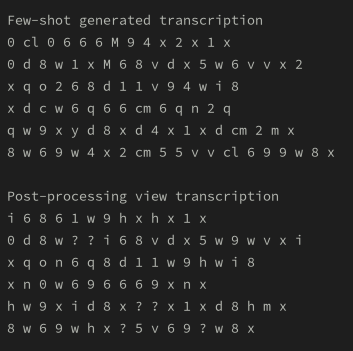 Few-shot generated transcription
0 cl 0 6 6 6 M 9 4 x 2 x 1 x
0 d 8 w 1 x M 6 8 v d x 5 w 6 v v x 2
x q o 2 6 8 d 1 1 v 9 4 w i 8
x d c w 6 q 6 6 cm 6 q n 2 q
q w 9 x y d 8 x d 4 x 1 x d cm 2 m x
8 w 6 9 w 4 x 2 cm 5 5 v v cl 6 9 9 w 8 x
Post-processing view transcription
i 6 8 6 1 w 9 h x h x 1 x
0 d 8 w ? ? i 6 8 v d x 5 w 9 w v x i
x q o n 6 q 8 d 1 1 w 9 h w i 8
x n 0 w 6 9 6 6 6 9 x n x
h w 9 x i d 8 x ? ? x 1 x d 8 h m x
8 w 6 9 w h x ? 5 v 6 9 ? w 8 x